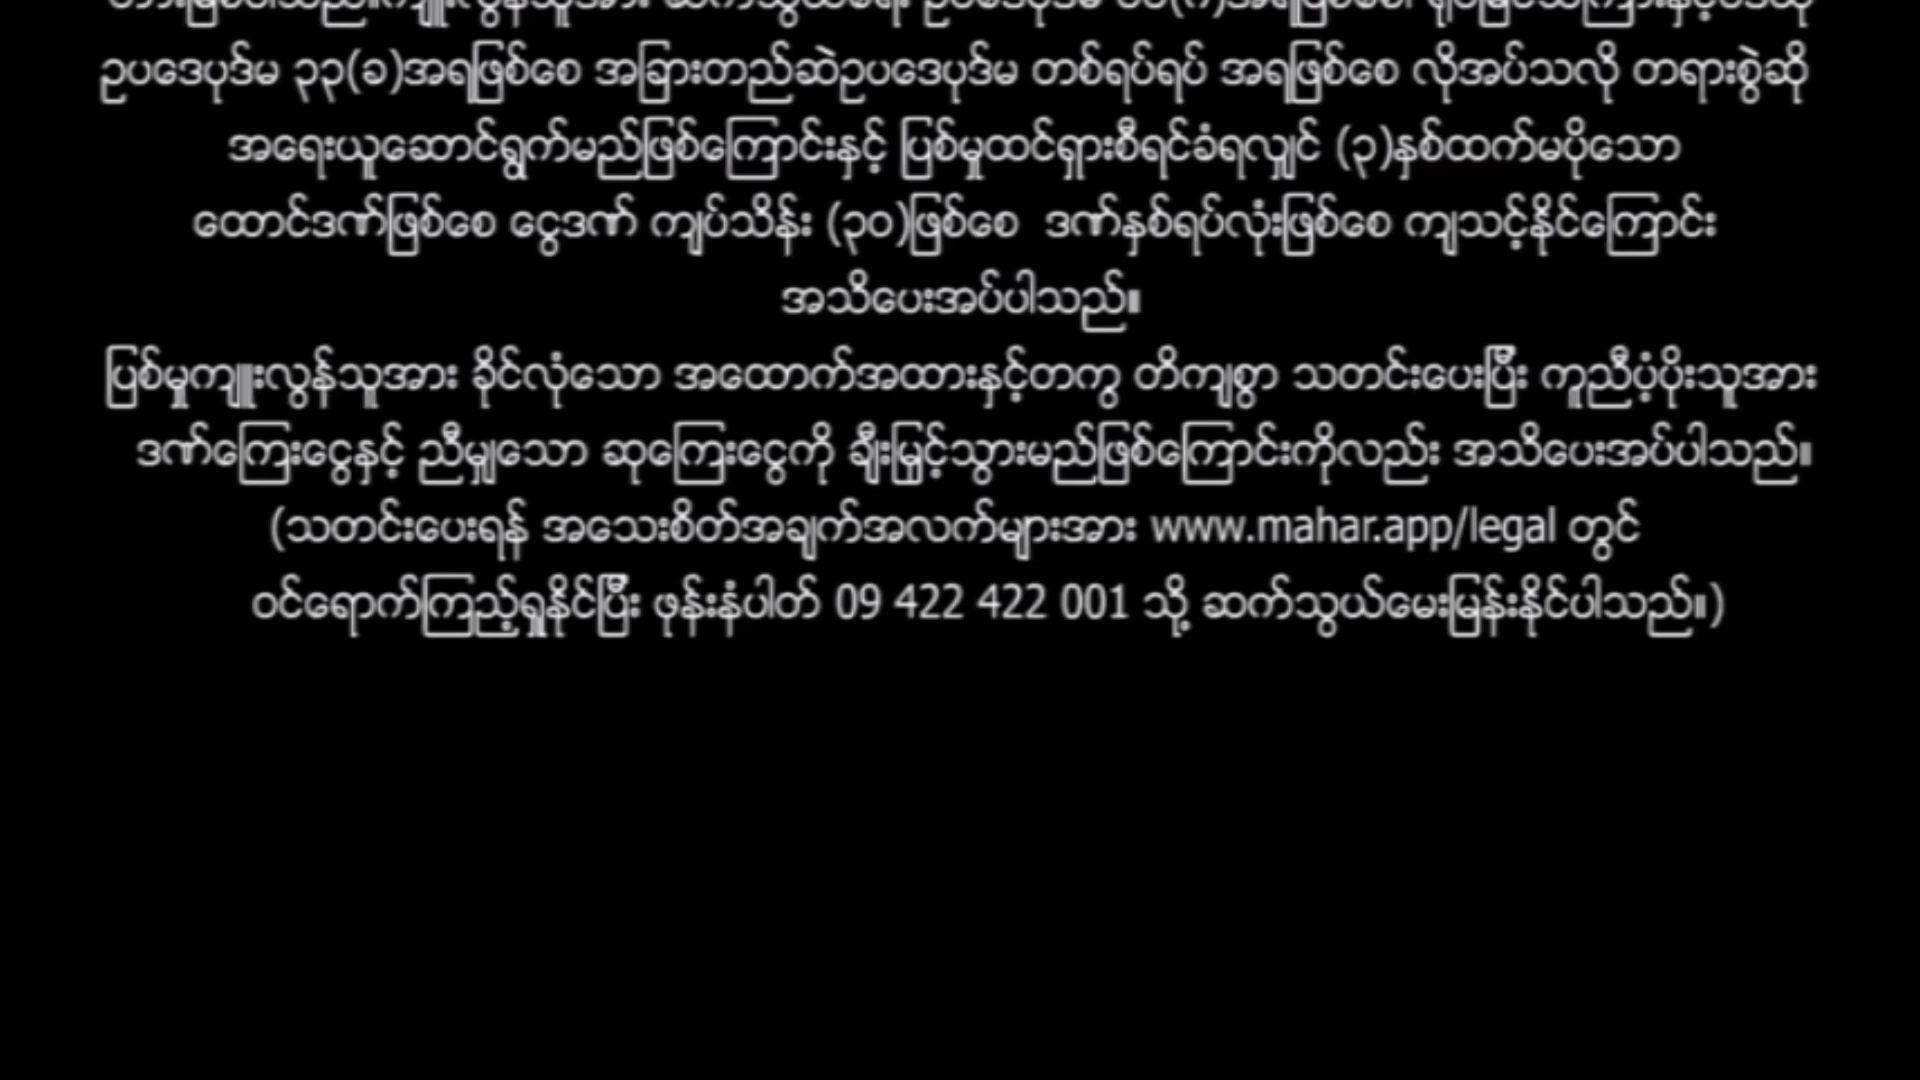 ဥပဒေပုဒ်မ ၃၃(ခ)အရဖြစ်စေ အခြားတည်ဆဲဥပဒေပုဒ်မ တစ်ရပ်ရပ် အရဖြစ်စေ လိုအပ်သလို တရားစွဲဆို
အရေးယူဆောင်ရွက်မည်ဖြစ်ကြောင်းနှင့် ပြစ်မှုထင်ရှားစီရင်ခံရလျှင် (၃)နှစ်ထက်မပိုသော
ထောင်ဒဏ်ဖြစ်စေ ငွေဒဏ် ကျပ်သိန်း (၃၀)ဖြစ်စေ ဒဏ်နှစ်ရပ်လုံးဖြစ်စေ ကျသင့်နိုင်ကြောင်း
အသိပေးအပ်ပါသည်။
ပြစ်မှုကျူးလွန်သူအား ခိုင်လုံသော အထောက်အထားနှင့်တကွ တိကျစွာ သတင်းပေးပြီး ကူညီပံ့ပိုးသူအား
ဒဏ်ကြေးငွေနှင့် ညီမျှသော ဆုကြေးငွေကို ချီးမြှင့်သွားမည်ဖြစ်ကြောင်းကိုလည်း အသိပေးအပ်ပါသည်။
(သတင်းပေးရန် အသေးစိတ်အချက်အလက်များအား www.mahar.app/legal တွင်
ဝင်ရောက်ကြည့်ရှုနိုင်ပြီး ဖုန်းနံပါတ် 09 422 422 001 သို့ ဆက်သွယ်မေးမြန်းနိုင်ပါသည်။)